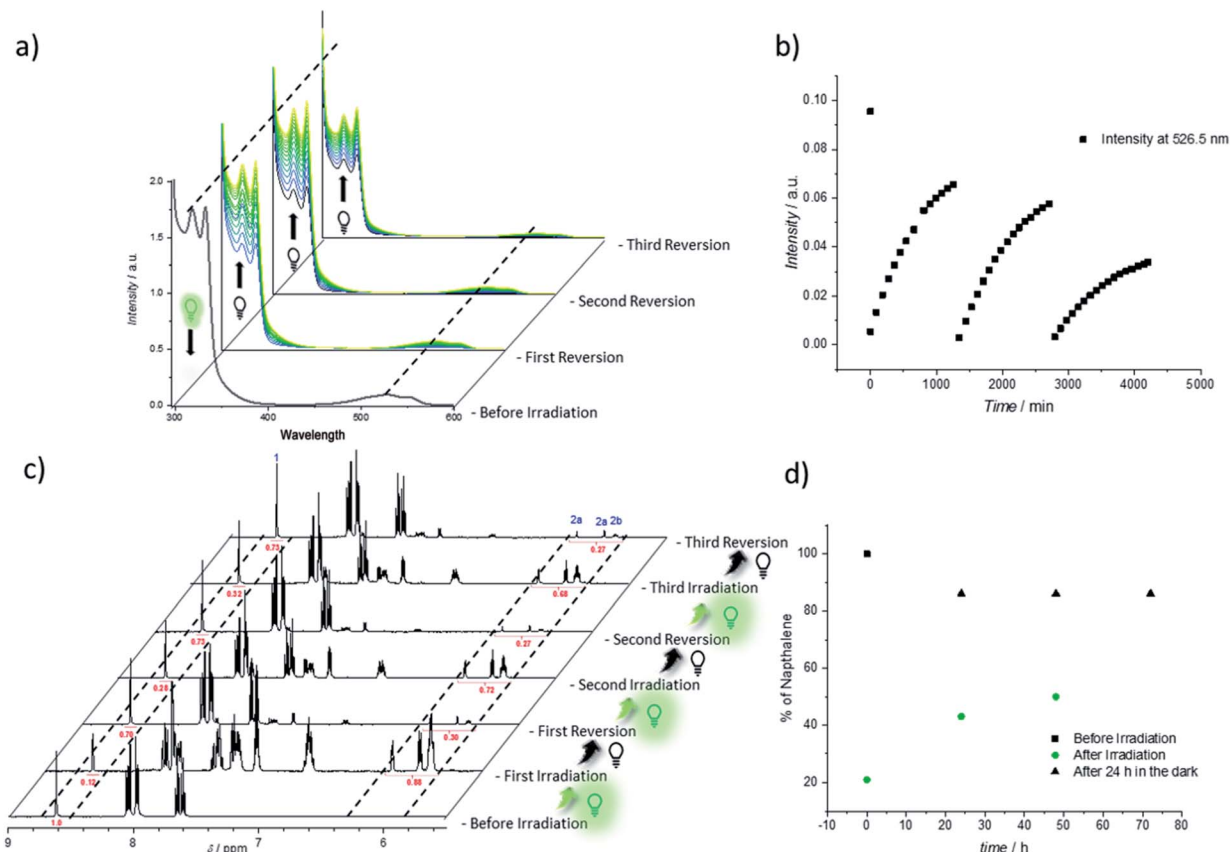 a)
2.0
1.5
1.0
0.5
0.0
Intensity / a.u.
300
400
500
600
Wavelength
- Third Reversion
- Second Reversion
- First Reversion
- Before Irradiation
b)
0.10
0.08
0.06
0.04
0.02
0.00
Intensity / a.u.
Intensity at 526.5 nm
0
1000
2000
3000
4000
5000
Time / min
c)
1
2a
2a
2b
0.73
0.27
- Third Reversion
0.32
0.68
- Third Irradiation
0.73
0.27
- Second Reversion
0.28
0.72
- Second Irradiation
0.70
0.30
- First Reversion
0.12
0.88
- First Irradiation
1.0
- Before Irradiation
9
8
7
6
δ / ppm
d)
100
80
60
40
20
% of Napthalene
Before Irradiation
After Irradiation
After 24 h in the dark
-10
0
10
20
30
40
50
60
70
80
time / h